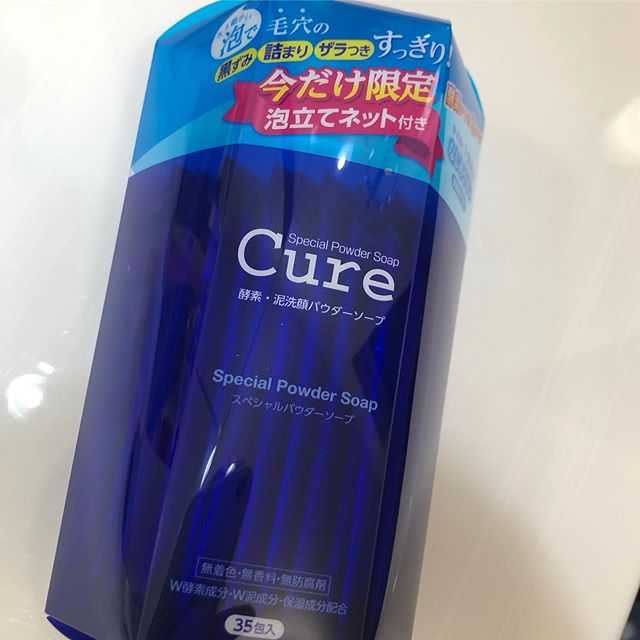 泡で
毛穴の
黒ずみ 詰まり ザラつき すっきり!
今だけ限定
泡立てネット付き
Special Powder Soap
Cure
酵素・泥洗顔パウダーソープ
Special Powder Soap
スペシャルパウダーソープ
無着色・無香料・無防腐剤
W酵素成分・W泥成分・保湿成分配合
35包入